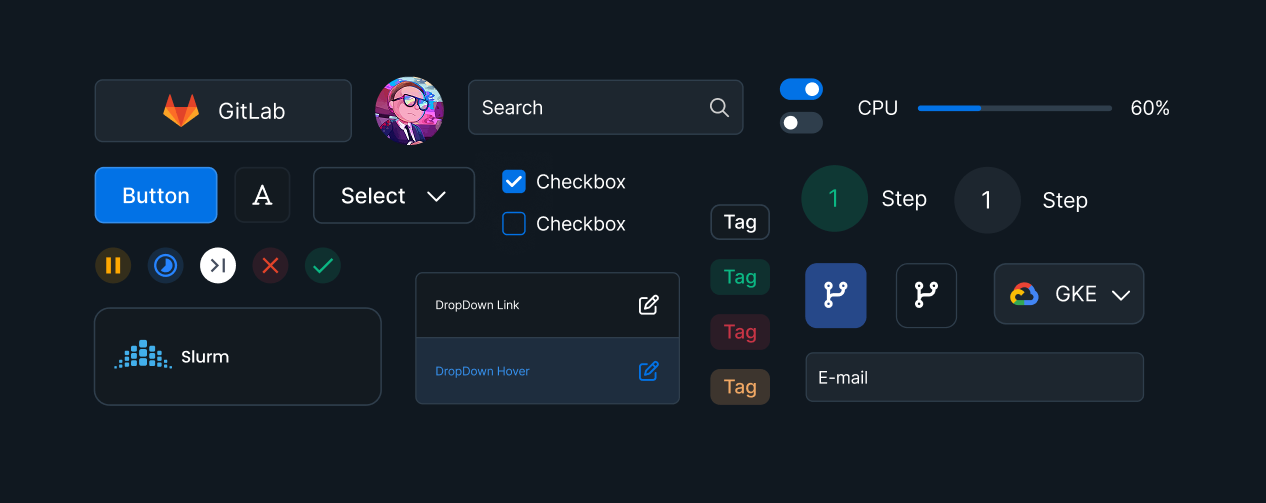 GitLab
Search
CPU
60%
Button
A
Select
Checkbox
Checkbox
1
Step
1
Step
Tag
Tag
Tag
Tag
DropDown Link
DropDown Hover
Slurm
GKE
E-mail